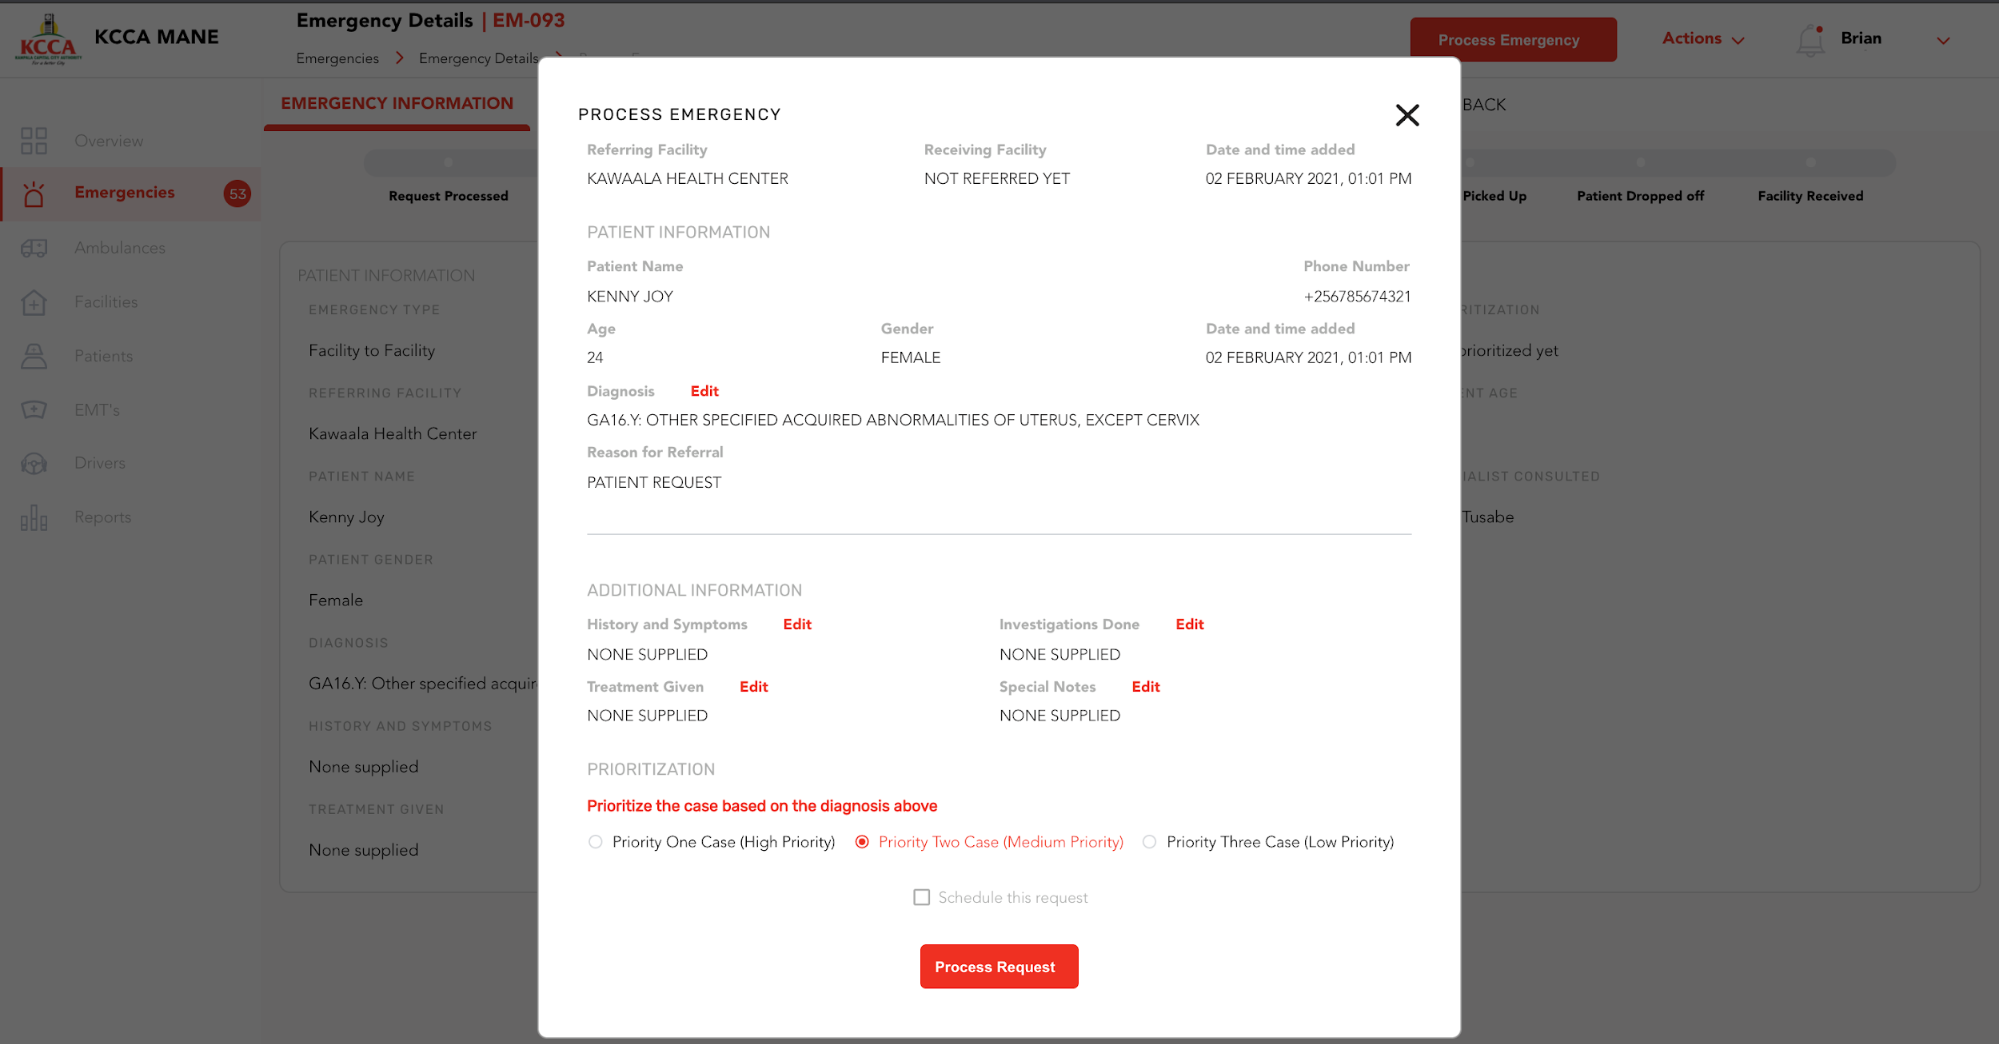 KCCA
For a better City
KCCA MANE
Emergency Details | EM-093
Emergencies
Emergency Details
Process Emergency
Actions
Brian
EMERGENCY INFORMATION
BACK
Overview
Emergencies
53
Ambulances
Facilities
Patients
EMT's
Drivers
Reports
Request Processed
Picked Up
Patient Dropped off
Facility Received
PATIENT INFORMATION
EMERGENCY TYPE
Facility to Facility
REFERRING FACILITY
Kawaala Health Center
PATIENT NAME
Kenny Joy
PATIENT GENDER
Female
DIAGNOSIS
GA16.Y: Other specified acquir
HISTORY AND SYMPTOMS
None supplied
TREATMENT GIVEN
None supplied
PROCESS EMERGENCY
Referring Facility
Receiving Facility
Date and time added
KAWAALA HEALTH CENTER
NOT REFERRED YET
02 FEBRUARY 2021, 01:01 PM
PATIENT INFORMATION
Patient Name
Phone Number
KENNY JOY
+256785674321
Age
Gender
Date and time added
24
FEMALE
02 FEBRUARY 2021, 01:01 PM
Diagnosis
Edit
GA16.Y: OTHER SPECIFIED ACQUIRED ABNORMALITIES OF UTERUS, EXCEPT CERVIX
Reason for Referral
PATIENT REQUEST
ADDITIONAL INFORMATION
History and Symptoms
Edit
Investigations Done
Edit
NONE SUPPLIED
NONE SUPPLIED
Treatment Given
Edit
Special Notes
Edit
NONE SUPPLIED
NONE SUPPLIED
PRIORITIZATION
Prioritize the case based on the diagnosis above
Priority One Case (High Priority)
Priority Two Case (Medium Priority)
Priority Three Case (Low Priority)
Schedule this request
Process Request
RITIZATION
prioritized yet
ENT AGE
IALIST CONSULTED
Tusabe